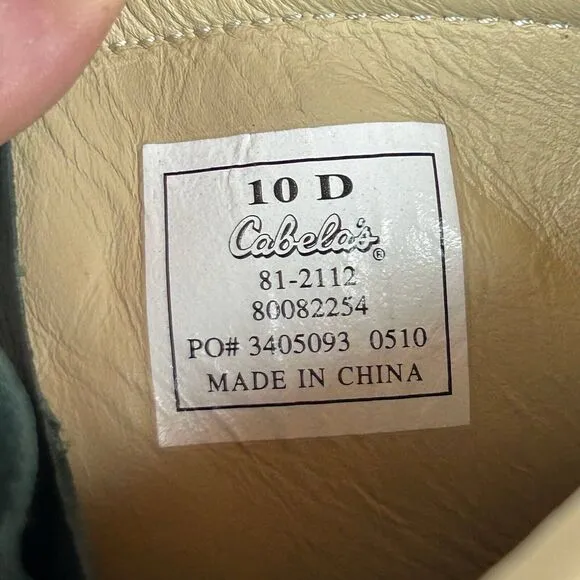 10 D
Cabela's®
81-2112
80082254
PO# 3405093 0510
MADE IN CHINA